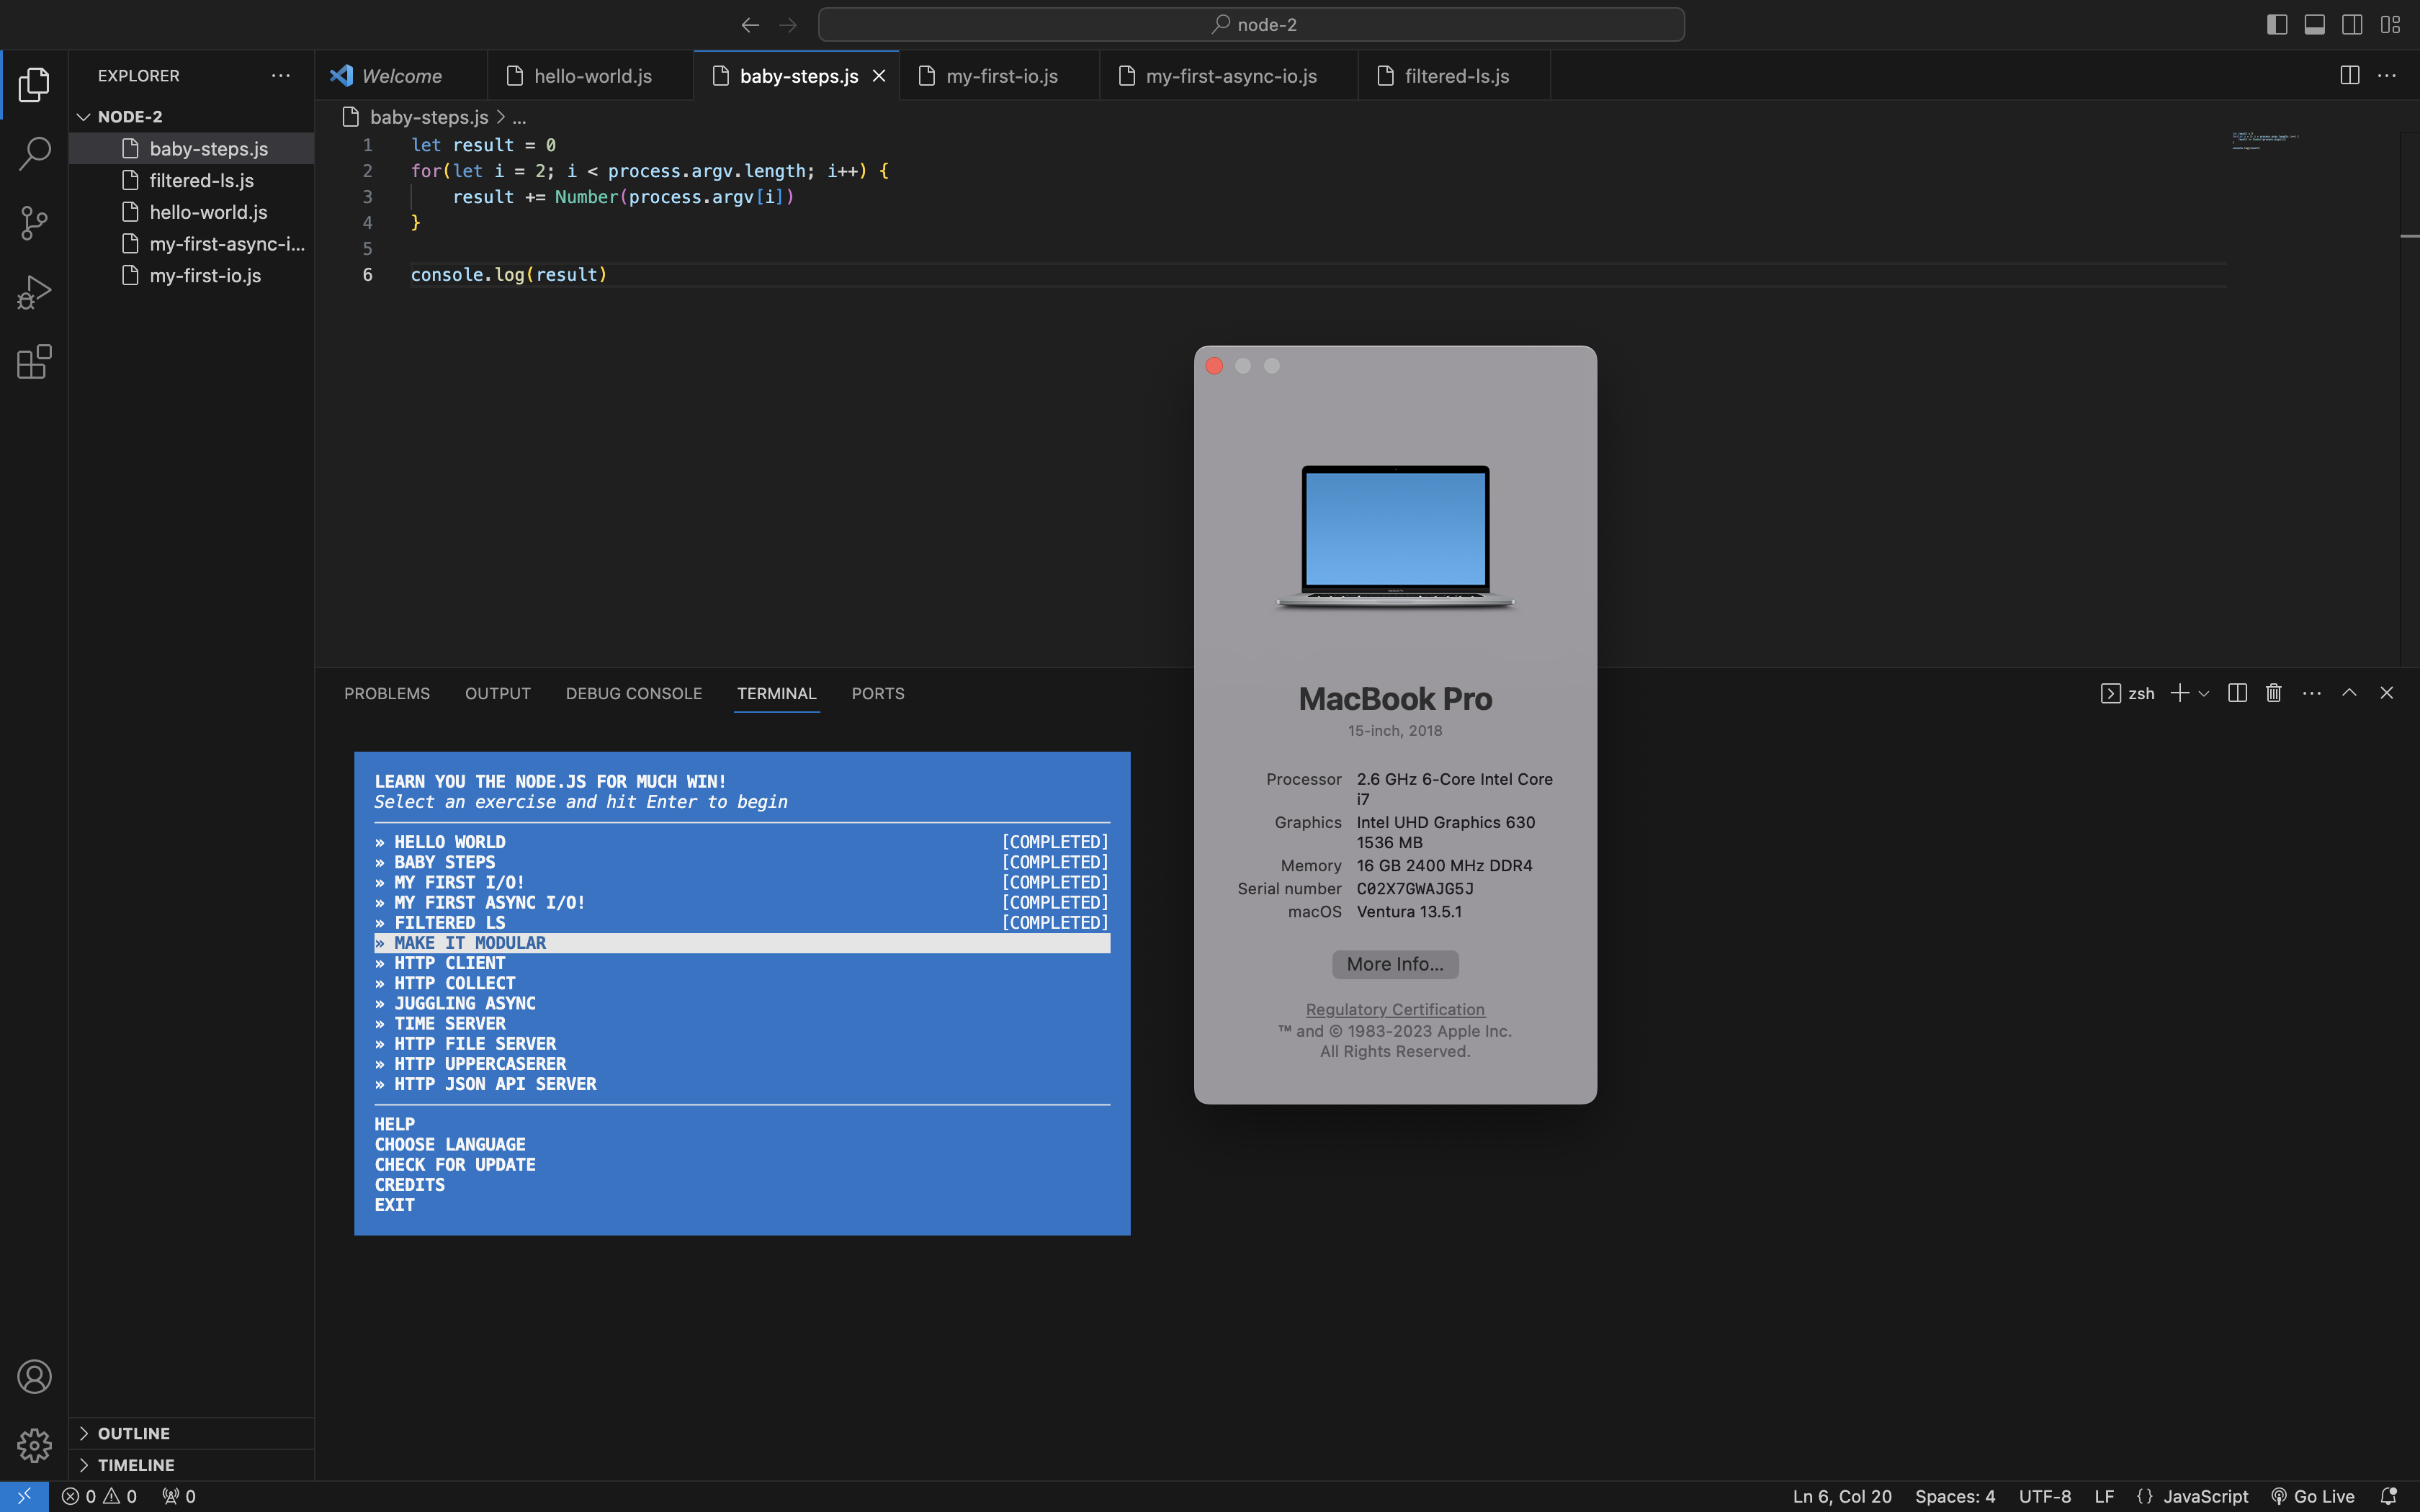 node-2
EXPLORER
Welcome
hello-world.js
baby-steps.js
my-first-io.js
my-first-async-io.js
filtered-ls.js
NODE-2
baby-steps.js
filtered-ls.js
hello-world.js
my-first-async-i...
my-first-io.js
baby-steps.js > ...
1 let result = 0
2 for(let i = 2; i < process.argv.length; i++) {
3 result += Number(process.argv[i])
4 }
5
6 console.log(result)
PROBLEMS OUTPUT DEBUG CONSOLE TERMINAL PORTS
zsh
LEARN YOU THE NODE.JS FOR MUCH WIN!
Select an exercise and hit Enter to begin
» HELLO WORLD [COMPLETED]
» BABY STEPS [COMPLETED]
» MY FIRST I/O! [COMPLETED]
» MY FIRST ASYNC I/O! [COMPLETED]
» FILTERED LS [COMPLETED]
» MAKE IT MODULAR
» HTTP CLIENT
» HTTP COLLECT
» JUGGLING ASYNC
» TIME SERVER
» HTTP FILE SERVER
» HTTP UPPERCASERER
» HTTP JSON API SERVER
HELP
CHOOSE LANGUAGE
CHECK FOR UPDATE
CREDITS
EXIT
MacBook Pro
15-inch, 2018
Processor 2.6 GHz 6-Core Intel Core
i7
Graphics Intel UHD Graphics 630
1536 MB
Memory 16 GB 2400 MHz DDR4
Serial number C02X7GWAJG5J
macOS Ventura 13.5.1
More Info...
Regulatory Certification
™ and © 1983-2023 Apple Inc.
All Rights Reserved.
OUTLINE
TIMELINE
0 0 0
Ln 6, Col 20 Spaces: 4 UTF-8 LF {} JavaScript Go Live